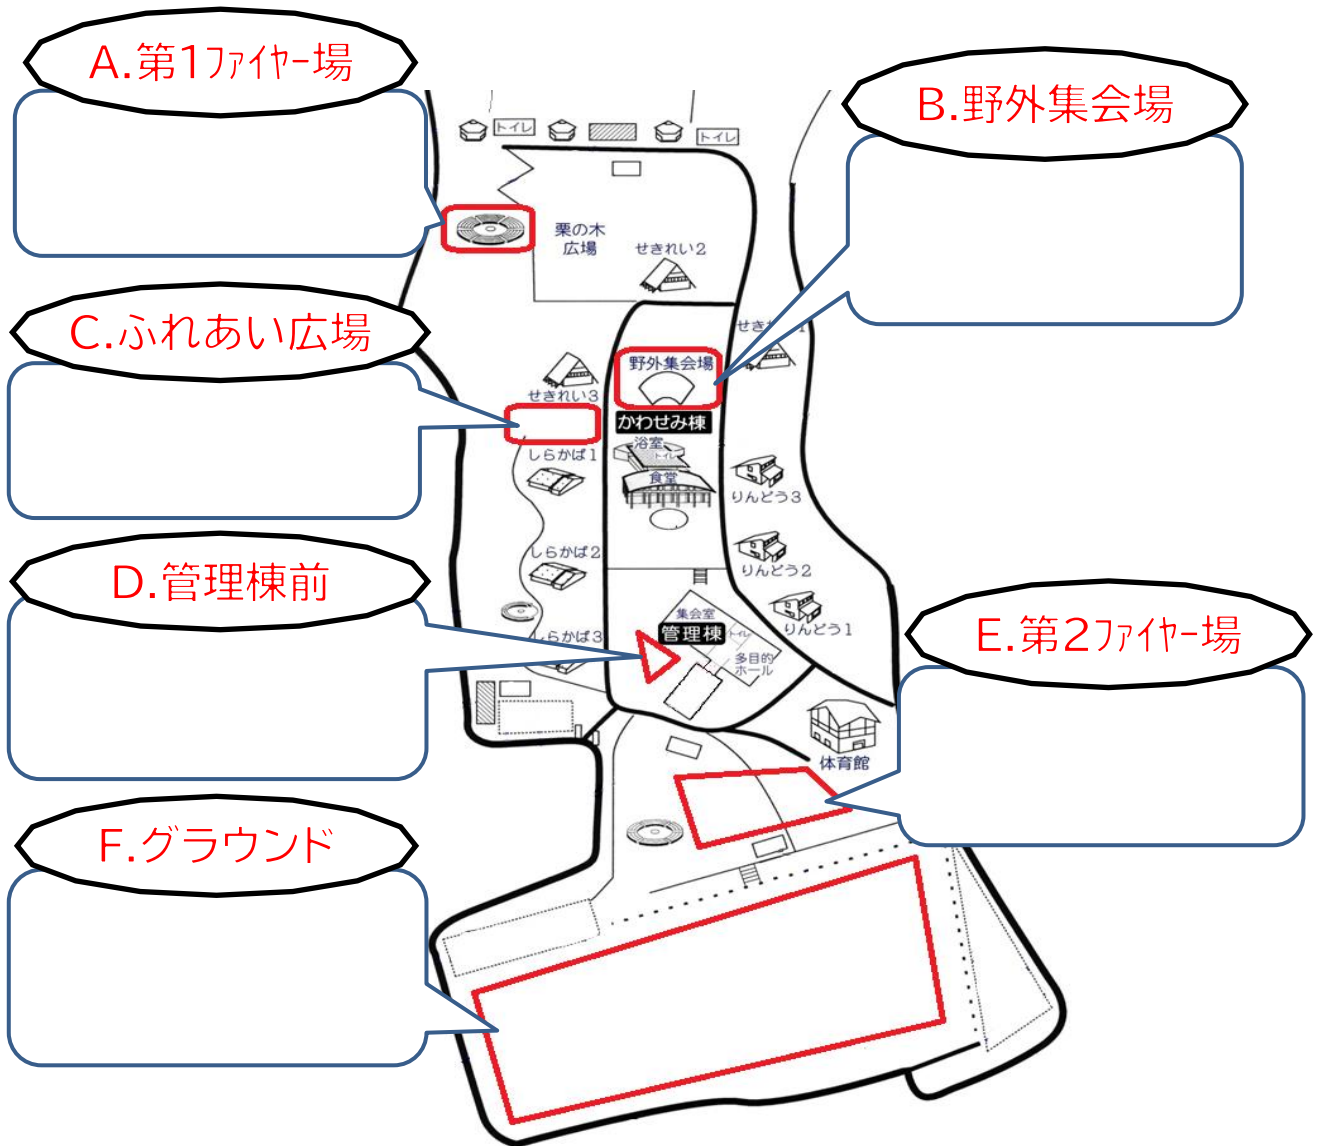 A.第1ファイヤー場
B.野外集会場
トイレ
トイレ
栗の木
広場
せきれい2
C.ふれあい広場
野外集会場
せきれい3
かわせみ棟
浴室
トイレ
しらかば1
食堂
りんどう3
D.管理棟前
しらかば2
りんどう2
集会室
管理棟
トイレ
りんどう1
E.第2ファイヤー場
しらかば3
多目的
ホール
体育館
F.グラウンド